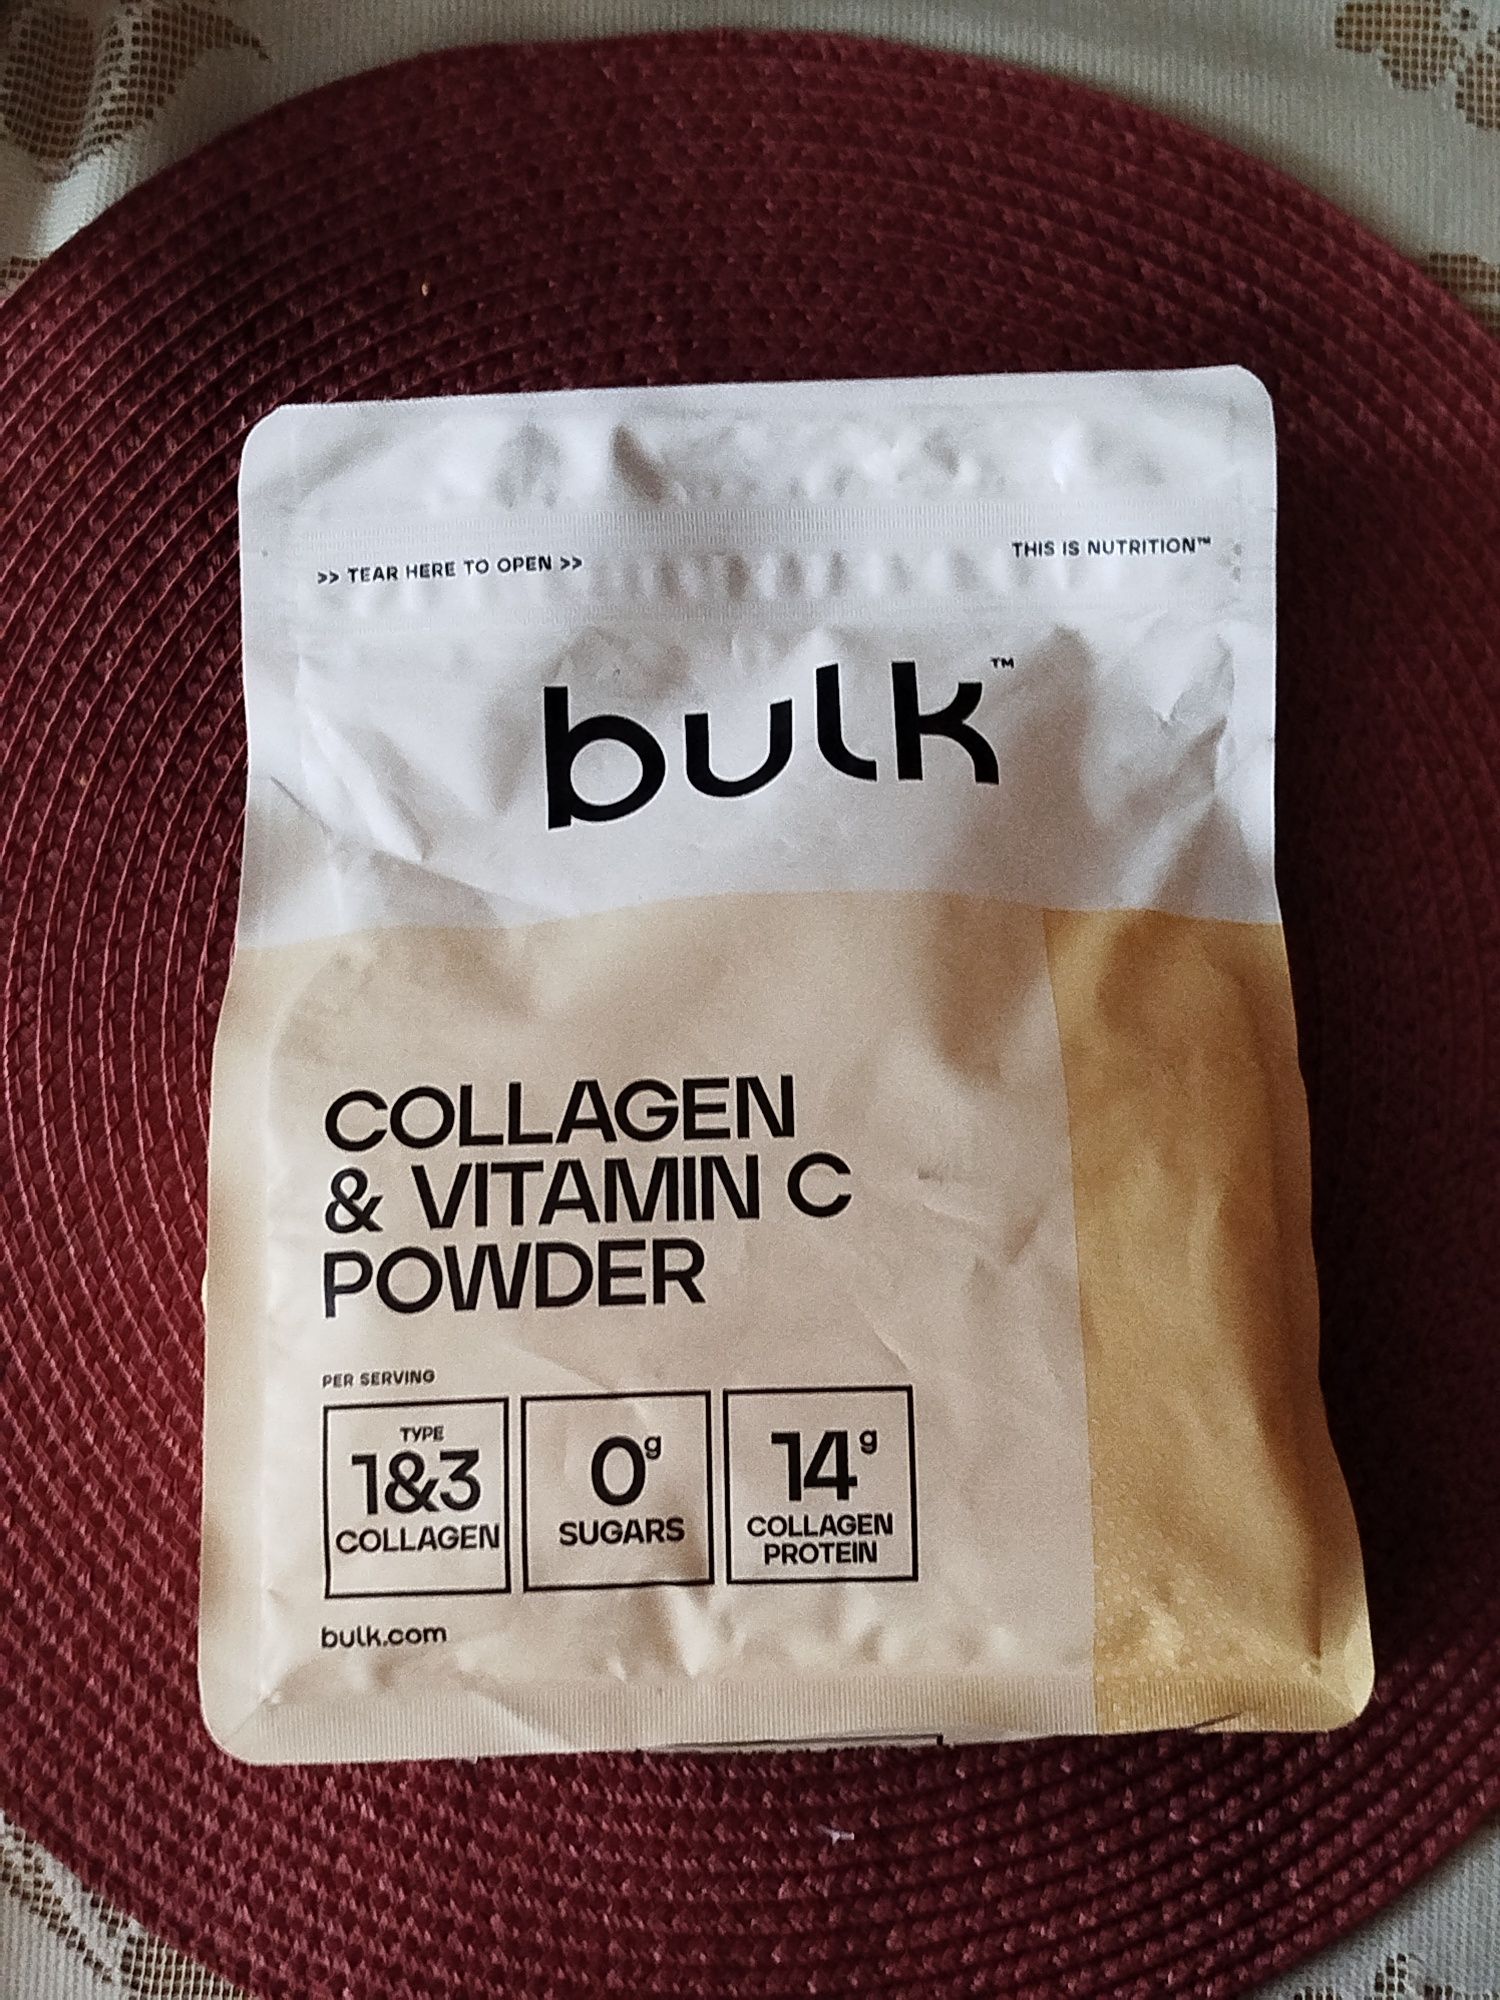 >> TEAR HERE TO OPEN >>
THIS IS NUTRITION™
bulk™
COLLAGEN
& VITAMIN C
POWDER
PER SERVING
TYPE
1&3
COLLAGEN
0g
SUGARS
14g
COLLAGEN
PROTEIN
bulk.com